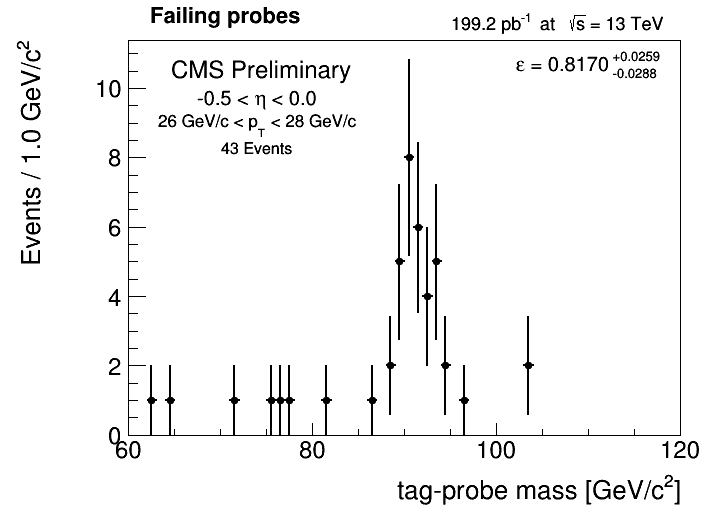 Failing probes
199.2 pb⁻¹ at √s = 13 TeV
CMS Preliminary
-0.5 < η < 0.0
26 GeV/c < p_T < 28 GeV/c
43 Events
ε = 0.8170 +0.0259 -0.0288
Events / 1.0 GeV/c²
10
8
6
4
2
0
60 80 100 120
tag-probe mass [GeV/c²]